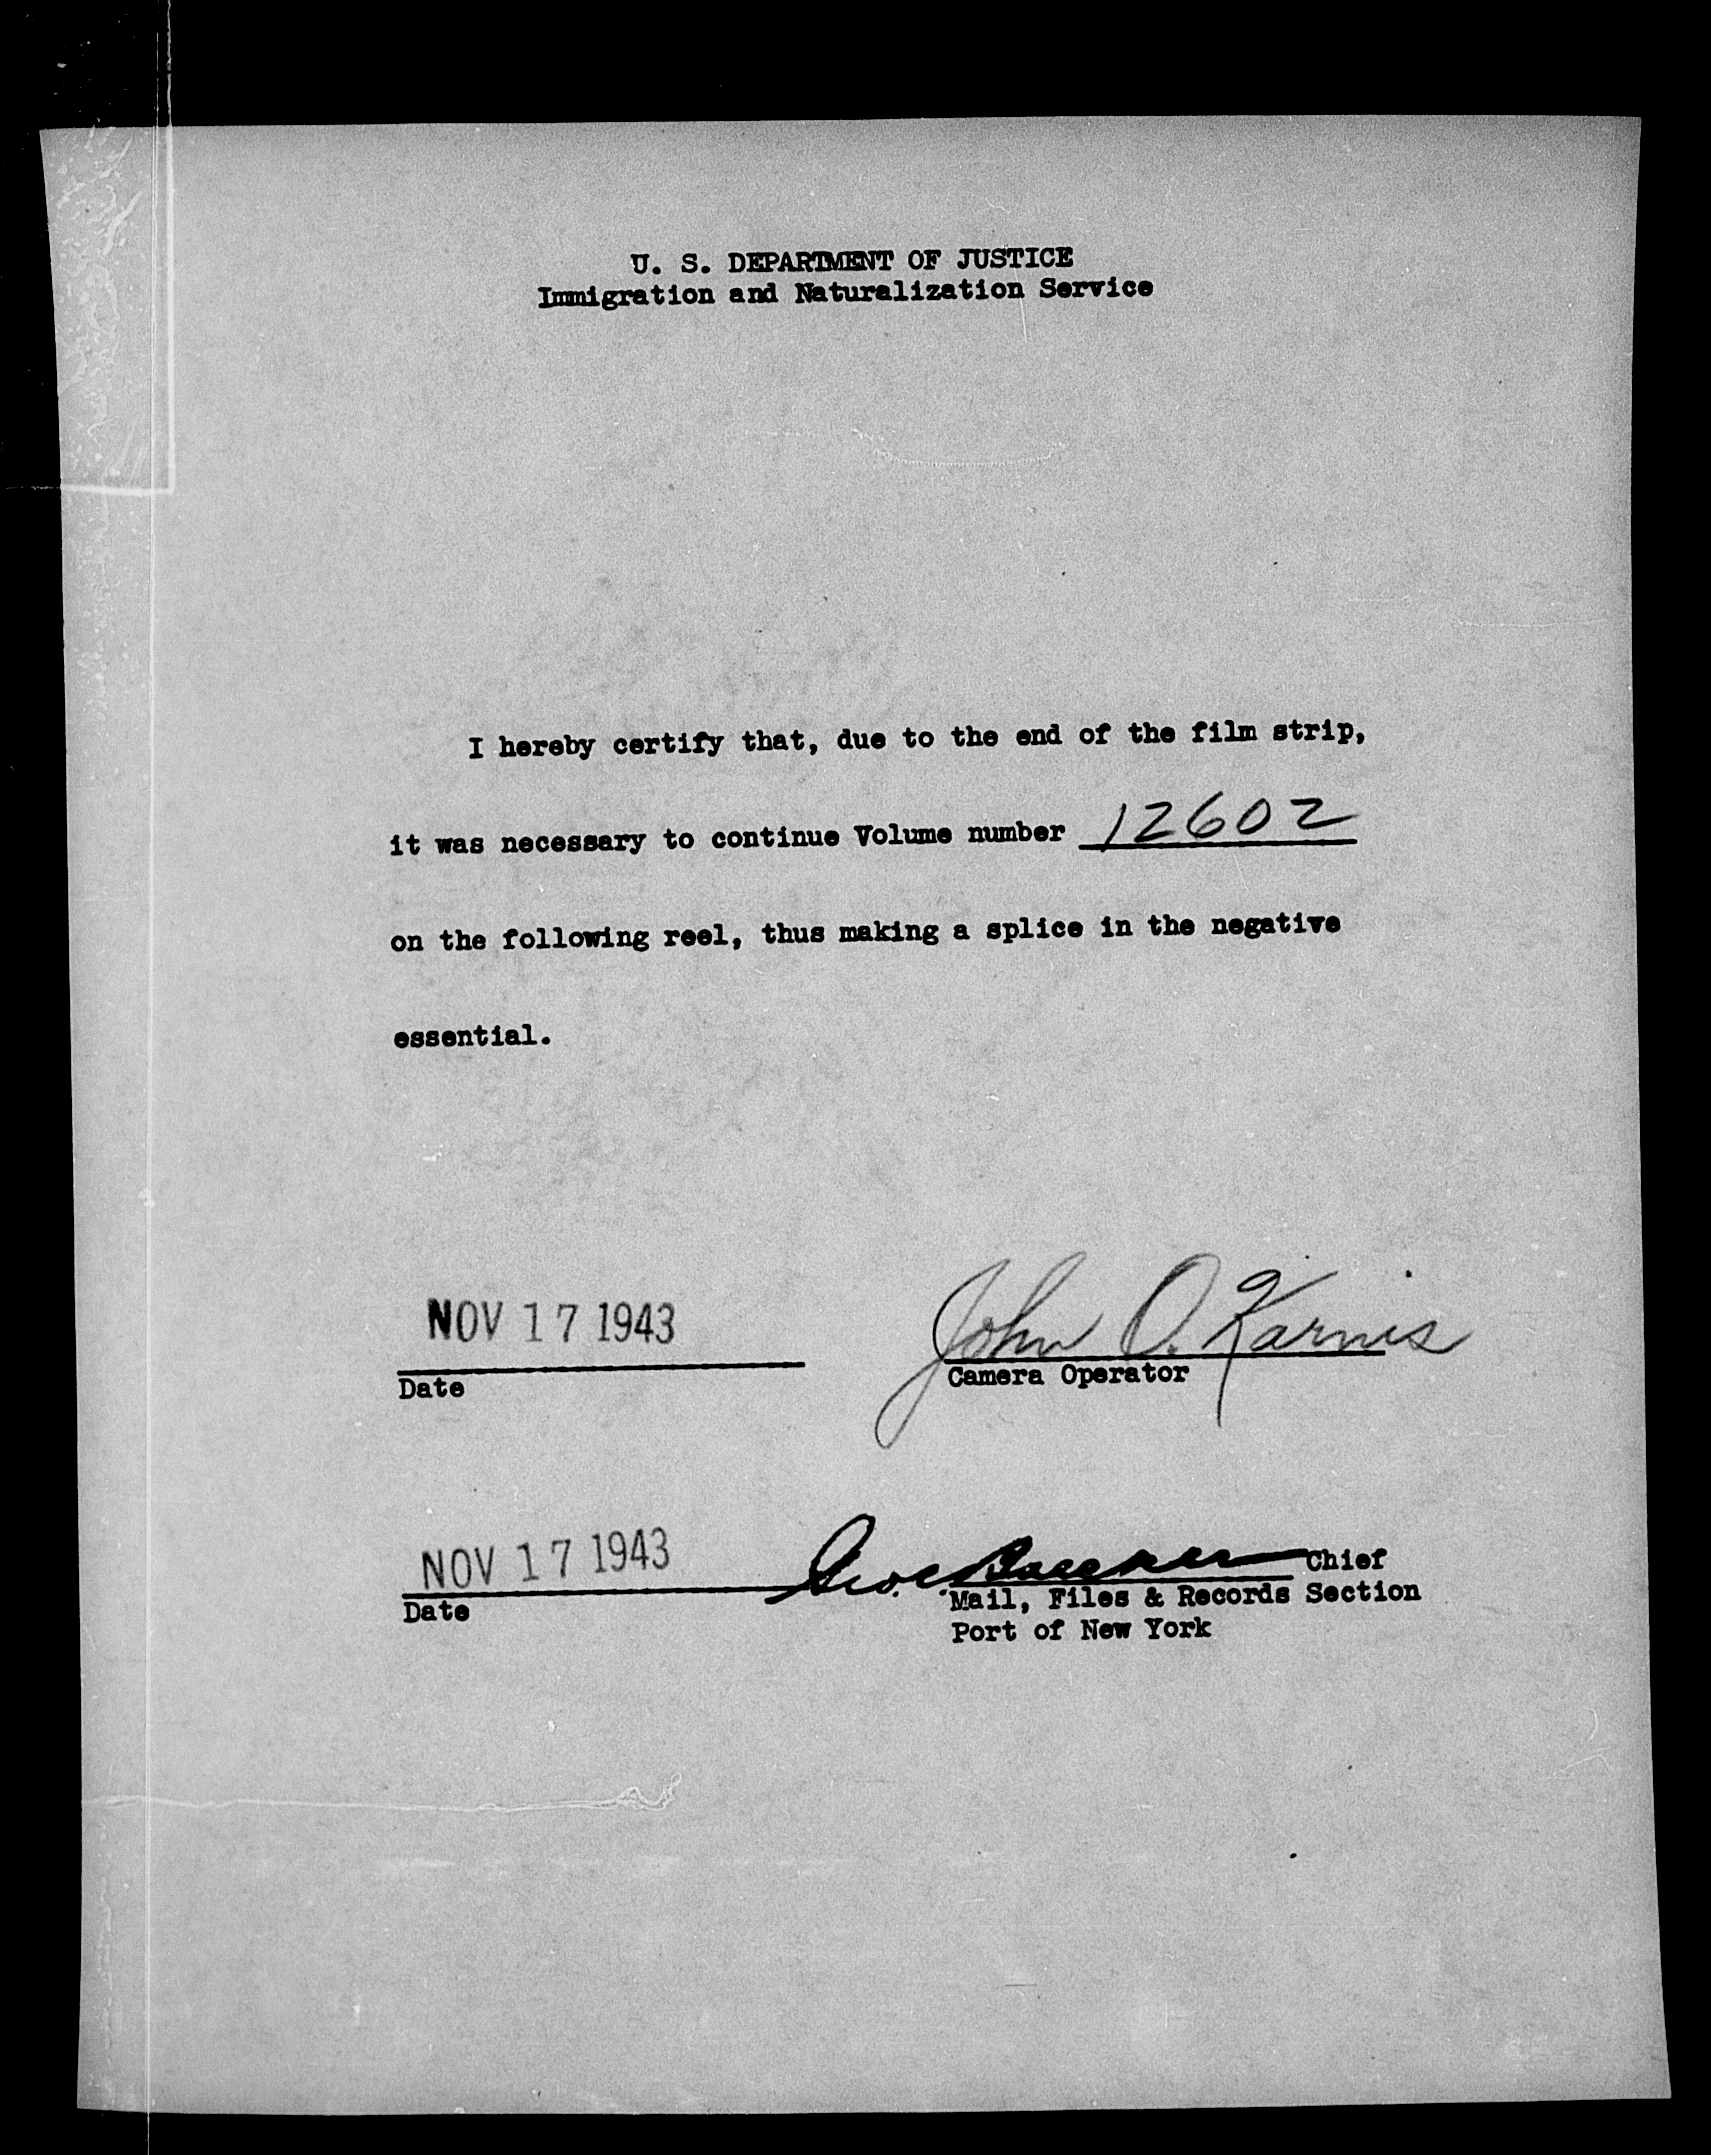 U. S. DEPARTMENT OF JUSTICE
Immigration and Naturalization Service
I hereby certify that, due to the end of the film strip,
it was necessary to continue Volume number 12602
on the following reel, thus making a splice in the negative
essential.
NOV 17 1943
John O. Karnis
Date
Camera Operator
NOV 17 1943
Geo.
Chief
Date
Mail, Files & Records Section
Port of New York